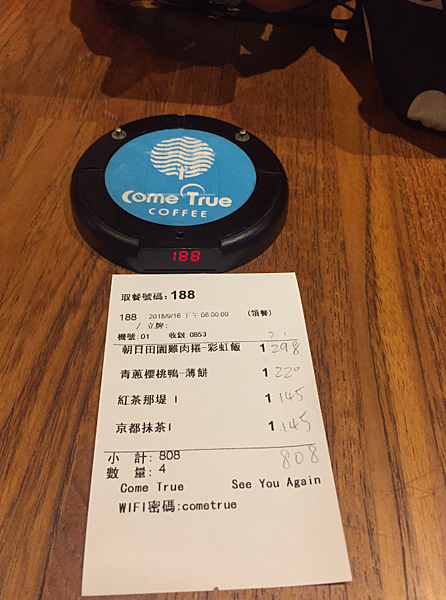 Come True
COFFEE
188
取餐號碼: 188
188 2018/9/16 下午 06:00:09 (領餐)
/ 立牌:
機號:01 收銀:0853
朝日田園雞肉捲-彩虹飯 1 298
青蔥櫻桃鴨-薄餅 1 220
紅茶那堤 I 1 145
京都抹茶I 1 145
小 計: 808 808
數 量: 4
Come True See You Again
WIFI密碼:cometrue